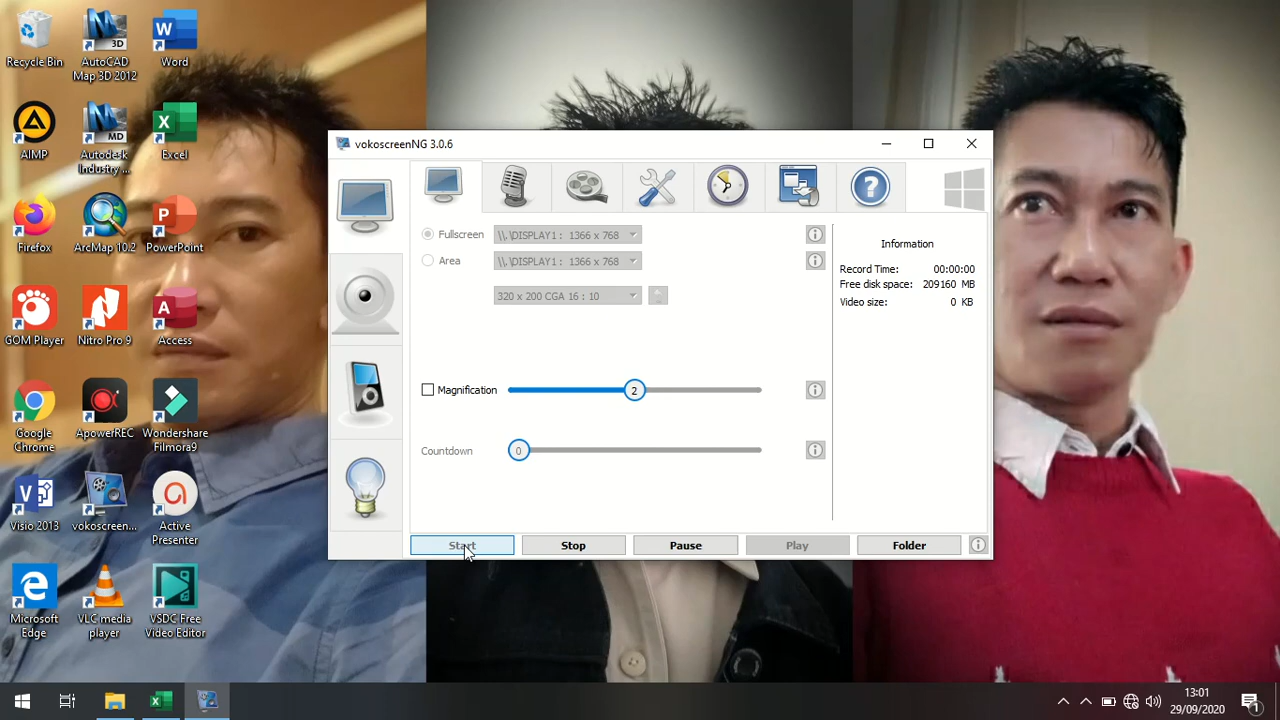 Recycle Bin
AutoCAD
Map 3D 2012
Word
AIMP
Autodesk
Industry ...
Excel
Firefox
ArcMap 10.2
PowerPoint
GOM Player
Nitro Pro 9
Access
Google
Chrome
ApowerREC
Wondershare
Filmora9
Visio 2013
vokoscreen...
Active
Presenter
Microsoft
Edge
VLC media
player
VSDC Free
Video Editor
vokoscreenNG 3.0.6
Fullscreen
\\.\DISPLAY1 : 1366 x 768
Area
\\.\DISPLAY1 : 1366 x 768
320 x 200 CGA 16 : 10
Magnification
2
Countdown
0
Information
Record Time: 00:00:00
Free disk space: 209160 MB
Video size: 0 KB
Start
Stop
Pause
Play
Folder
13:01
29/09/2020
1